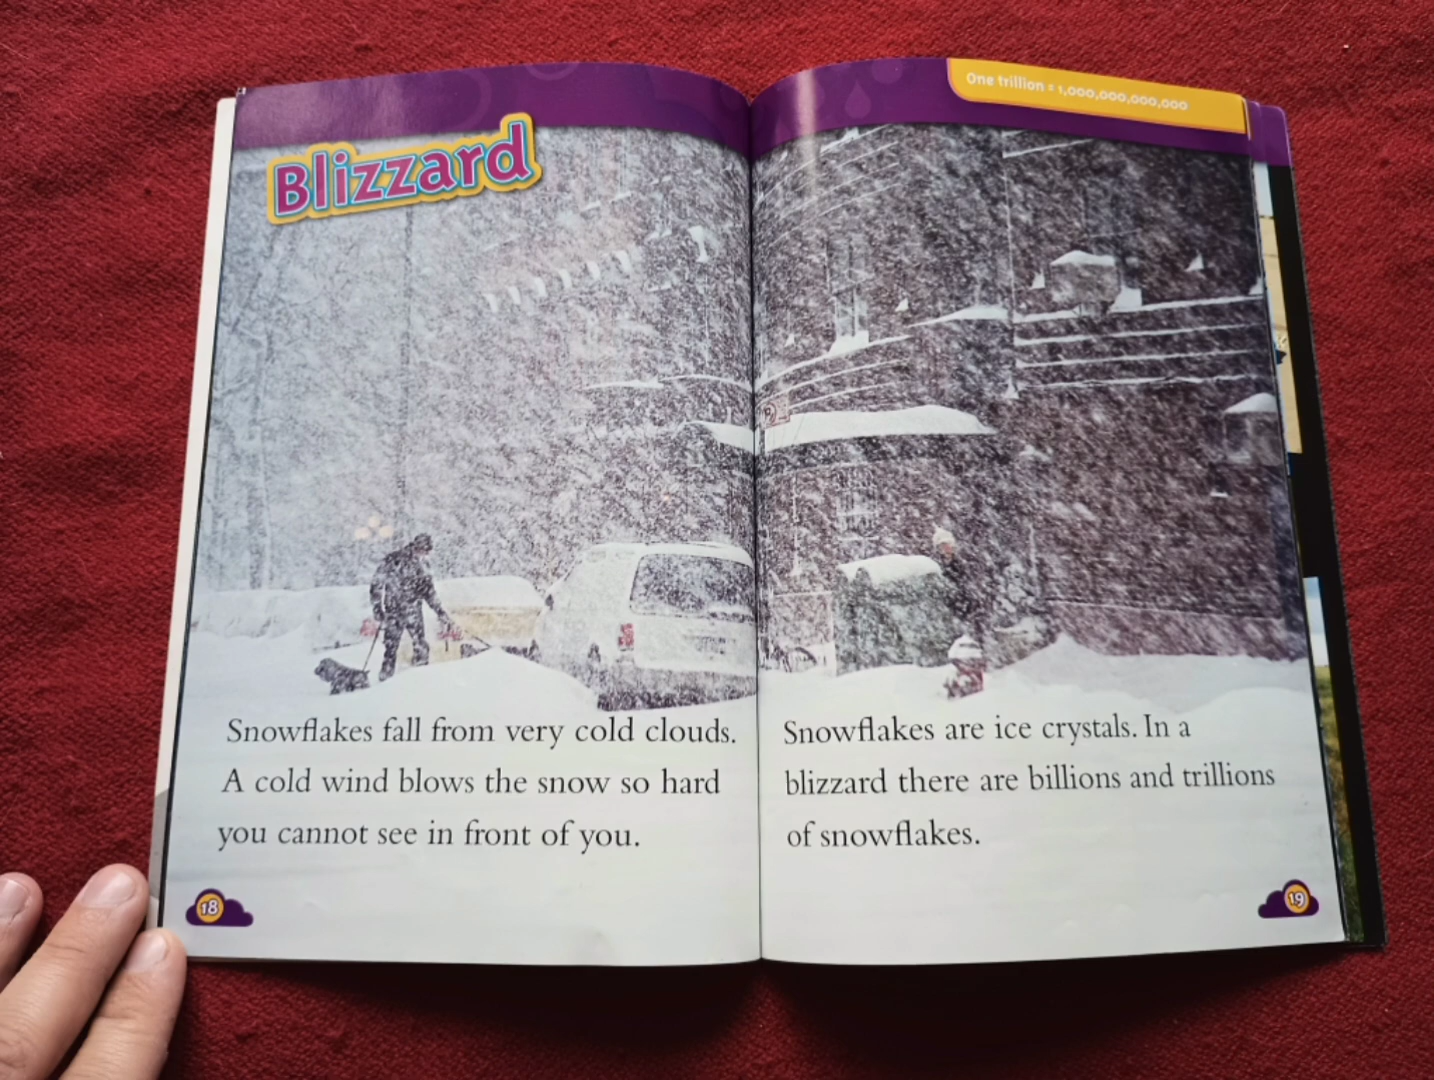 Blizzard
Snowflakes fall from very cold clouds.
A cold wind blows the snow so hard
you cannot see in front of you.
18
One trillion = 1,000,000,000,000
Snowflakes are ice crystals. In a
blizzard there are billions and trillions
of snowflakes.
19